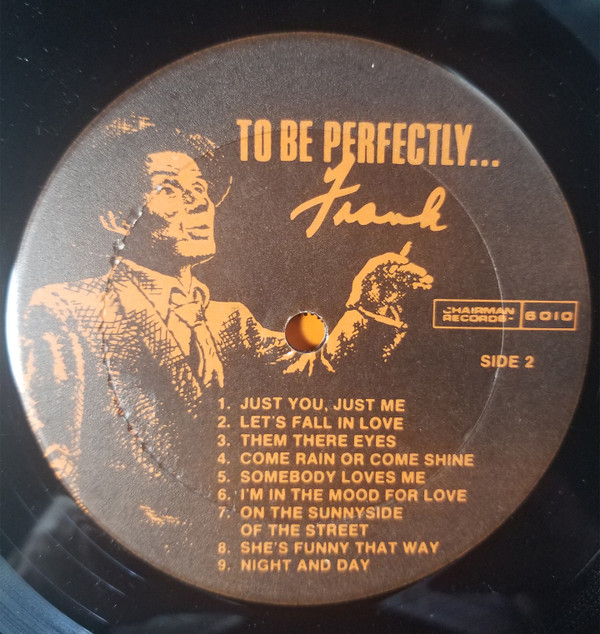 TO BE PERFECTLY...
Frank
CHAIRMAN
RECORDS
6010
SIDE 2
1. JUST YOU, JUST ME
2. LET'S FALL IN LOVE
3. THEM THERE EYES
4. COME RAIN OR COME SHINE
5. SOMEBODY LOVES ME
6. I'M IN THE MOOD FOR LOVE
7. ON THE SUNNYSIDE
OF THE STREET
8. SHE'S FUNNY THAT WAY
9. NIGHT AND DAY